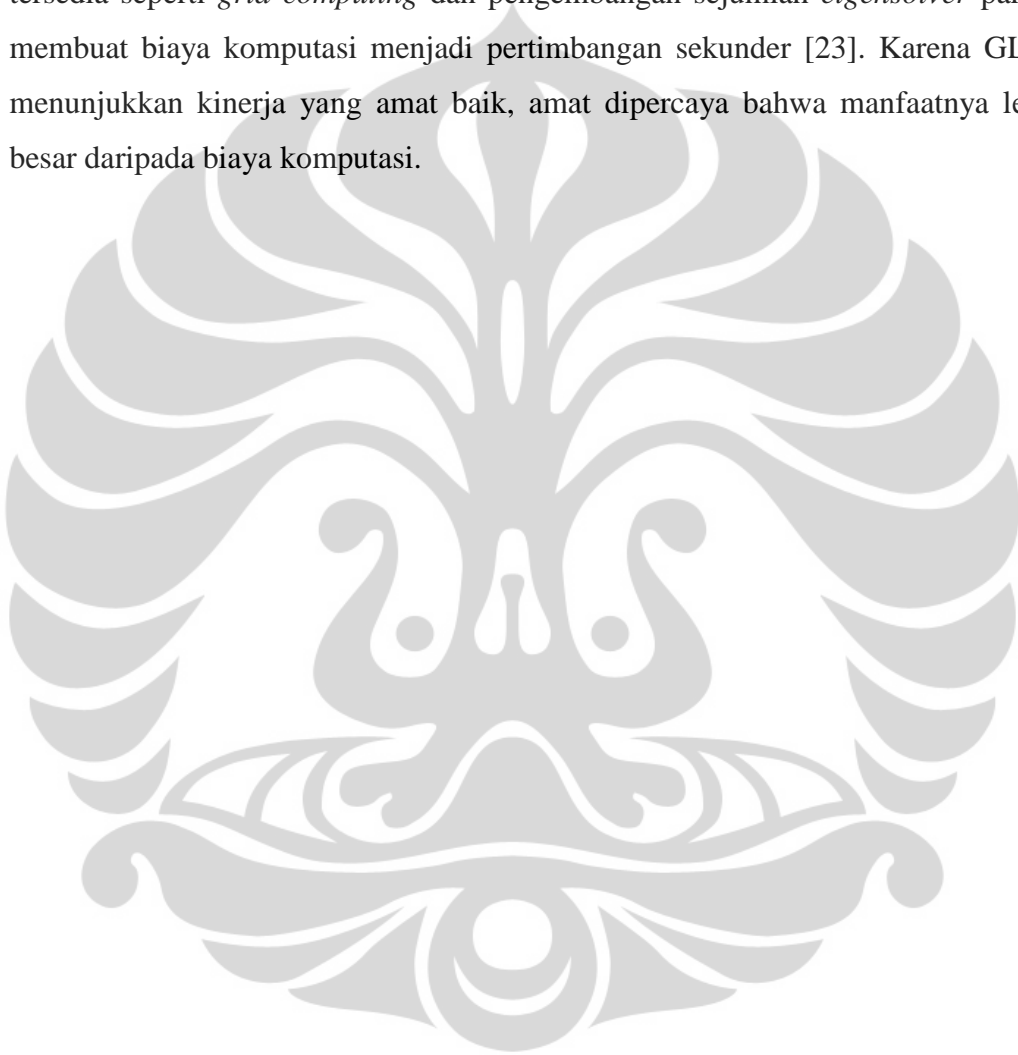 tersedia seperti grid computing dan pengembangan sejumlah eigensolver
membuat biaya komputasi menjadi pertimbangan sekunder [23]. Karena
menunjukkan kinerja yang amat baik, amat dipercaya bahwa manfaatnya
besar daripada biaya komputasi.